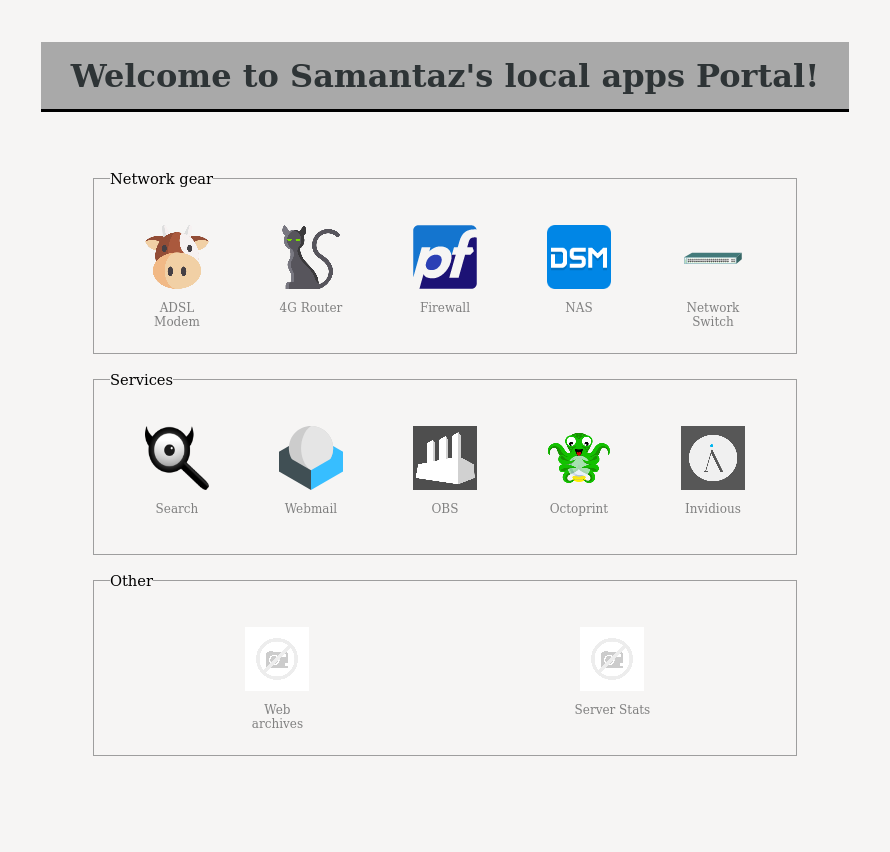 Welcome to Samantaz's local apps Portal!
Network gear
pf
DSM
ADSL
Modem
4G Router
Firewall
NAS
Network
Switch
Services
Search
Webmail
OBS
Octoprint
Invidious
Other
Web
archives
Server Stats